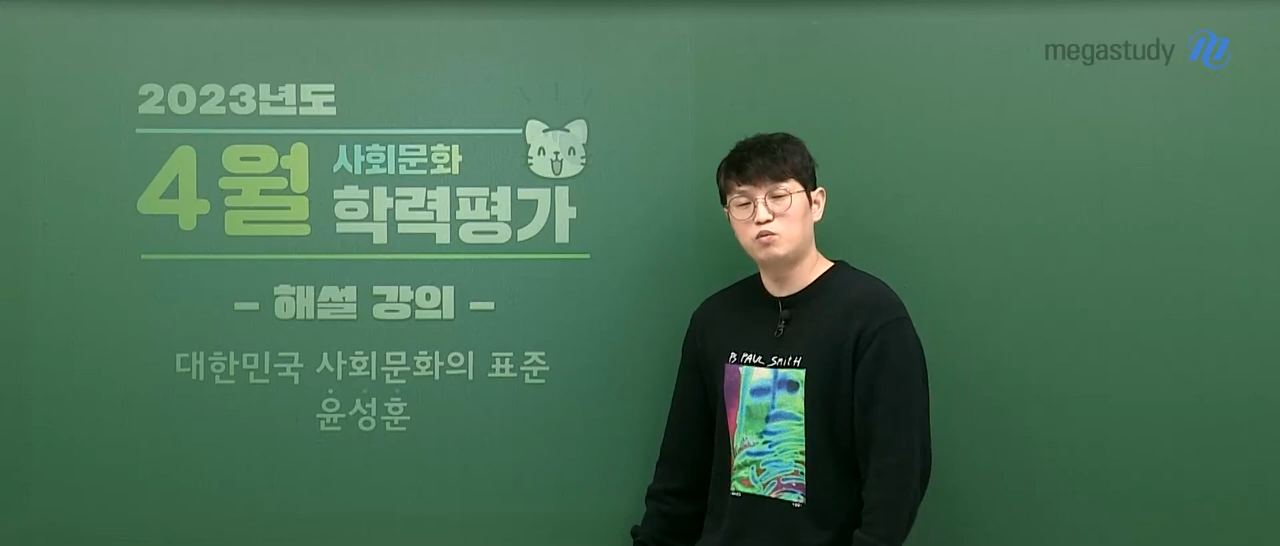 megastudy
2023년도
4월 사회문화
학력평가
- 해설 강의 -
대한민국 사회문화의 표준
윤성훈
PS PAUL SMITH